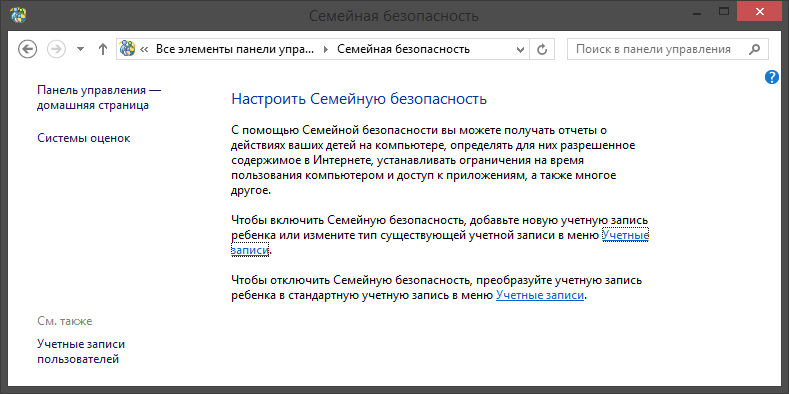 Семейная безопасность
« Все элементы панели упра... Семейная безопасность
Поиск в панели управления
?
Панель управления —
домашняя страница
Системы оценок
Настроить Семейную безопасность
С помощью Семейной безопасности вы можете получать отчеты о
действиях ваших детей на компьютере, определять для них разрешенное
содержимое в Интернете, устанавливать ограничения на время
пользования компьютером и доступ к приложениям, а также многое
другое.
Чтобы включить Семейную безопасность, добавьте новую учетную запись
ребенка или измените тип существующей учетной записи в меню Учетные
записи.
Чтобы отключить Семейную безопасность, преобразуйте учетную запись
ребенка в стандартную учетную запись в меню Учетные записи.
См. также
Учетные записи
пользователей